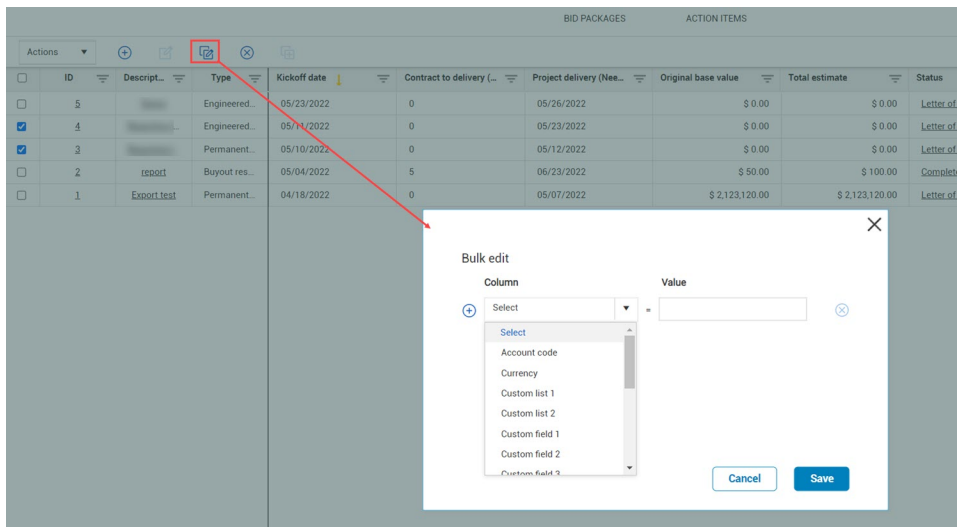 BID PACKAGES ACTION ITEMS
Actions
ID Descript... Type Kickoff date Contract to delivery (... Project delivery (Nee... Original base value Total estimate Status
5 Engineered... 05/23/2022 0 05/26/2022 $ 0.00 $ 0.00 Letter of
4 Engineered... 05/11/2022 0 05/23/2022 $ 0.00 $ 0.00 Letter of
3 Permanent... 05/10/2022 0 05/12/2022 $ 0.00 $ 0.00 Letter of
2 report Buyout res... 05/04/2022 5 06/23/2022 $ 50.00 $ 100.00 Complete
1 Export test Permanent... 04/18/2022 0 05/07/2022 $ 2,123,120.00 $ 2,123,120.00 Letter of
Bulk edit
Column Value
Select =
Select
Account code
Currency
Custom list 1
Custom list 2
Custom field 1
Custom field 2
Custom field 3
Cancel Save